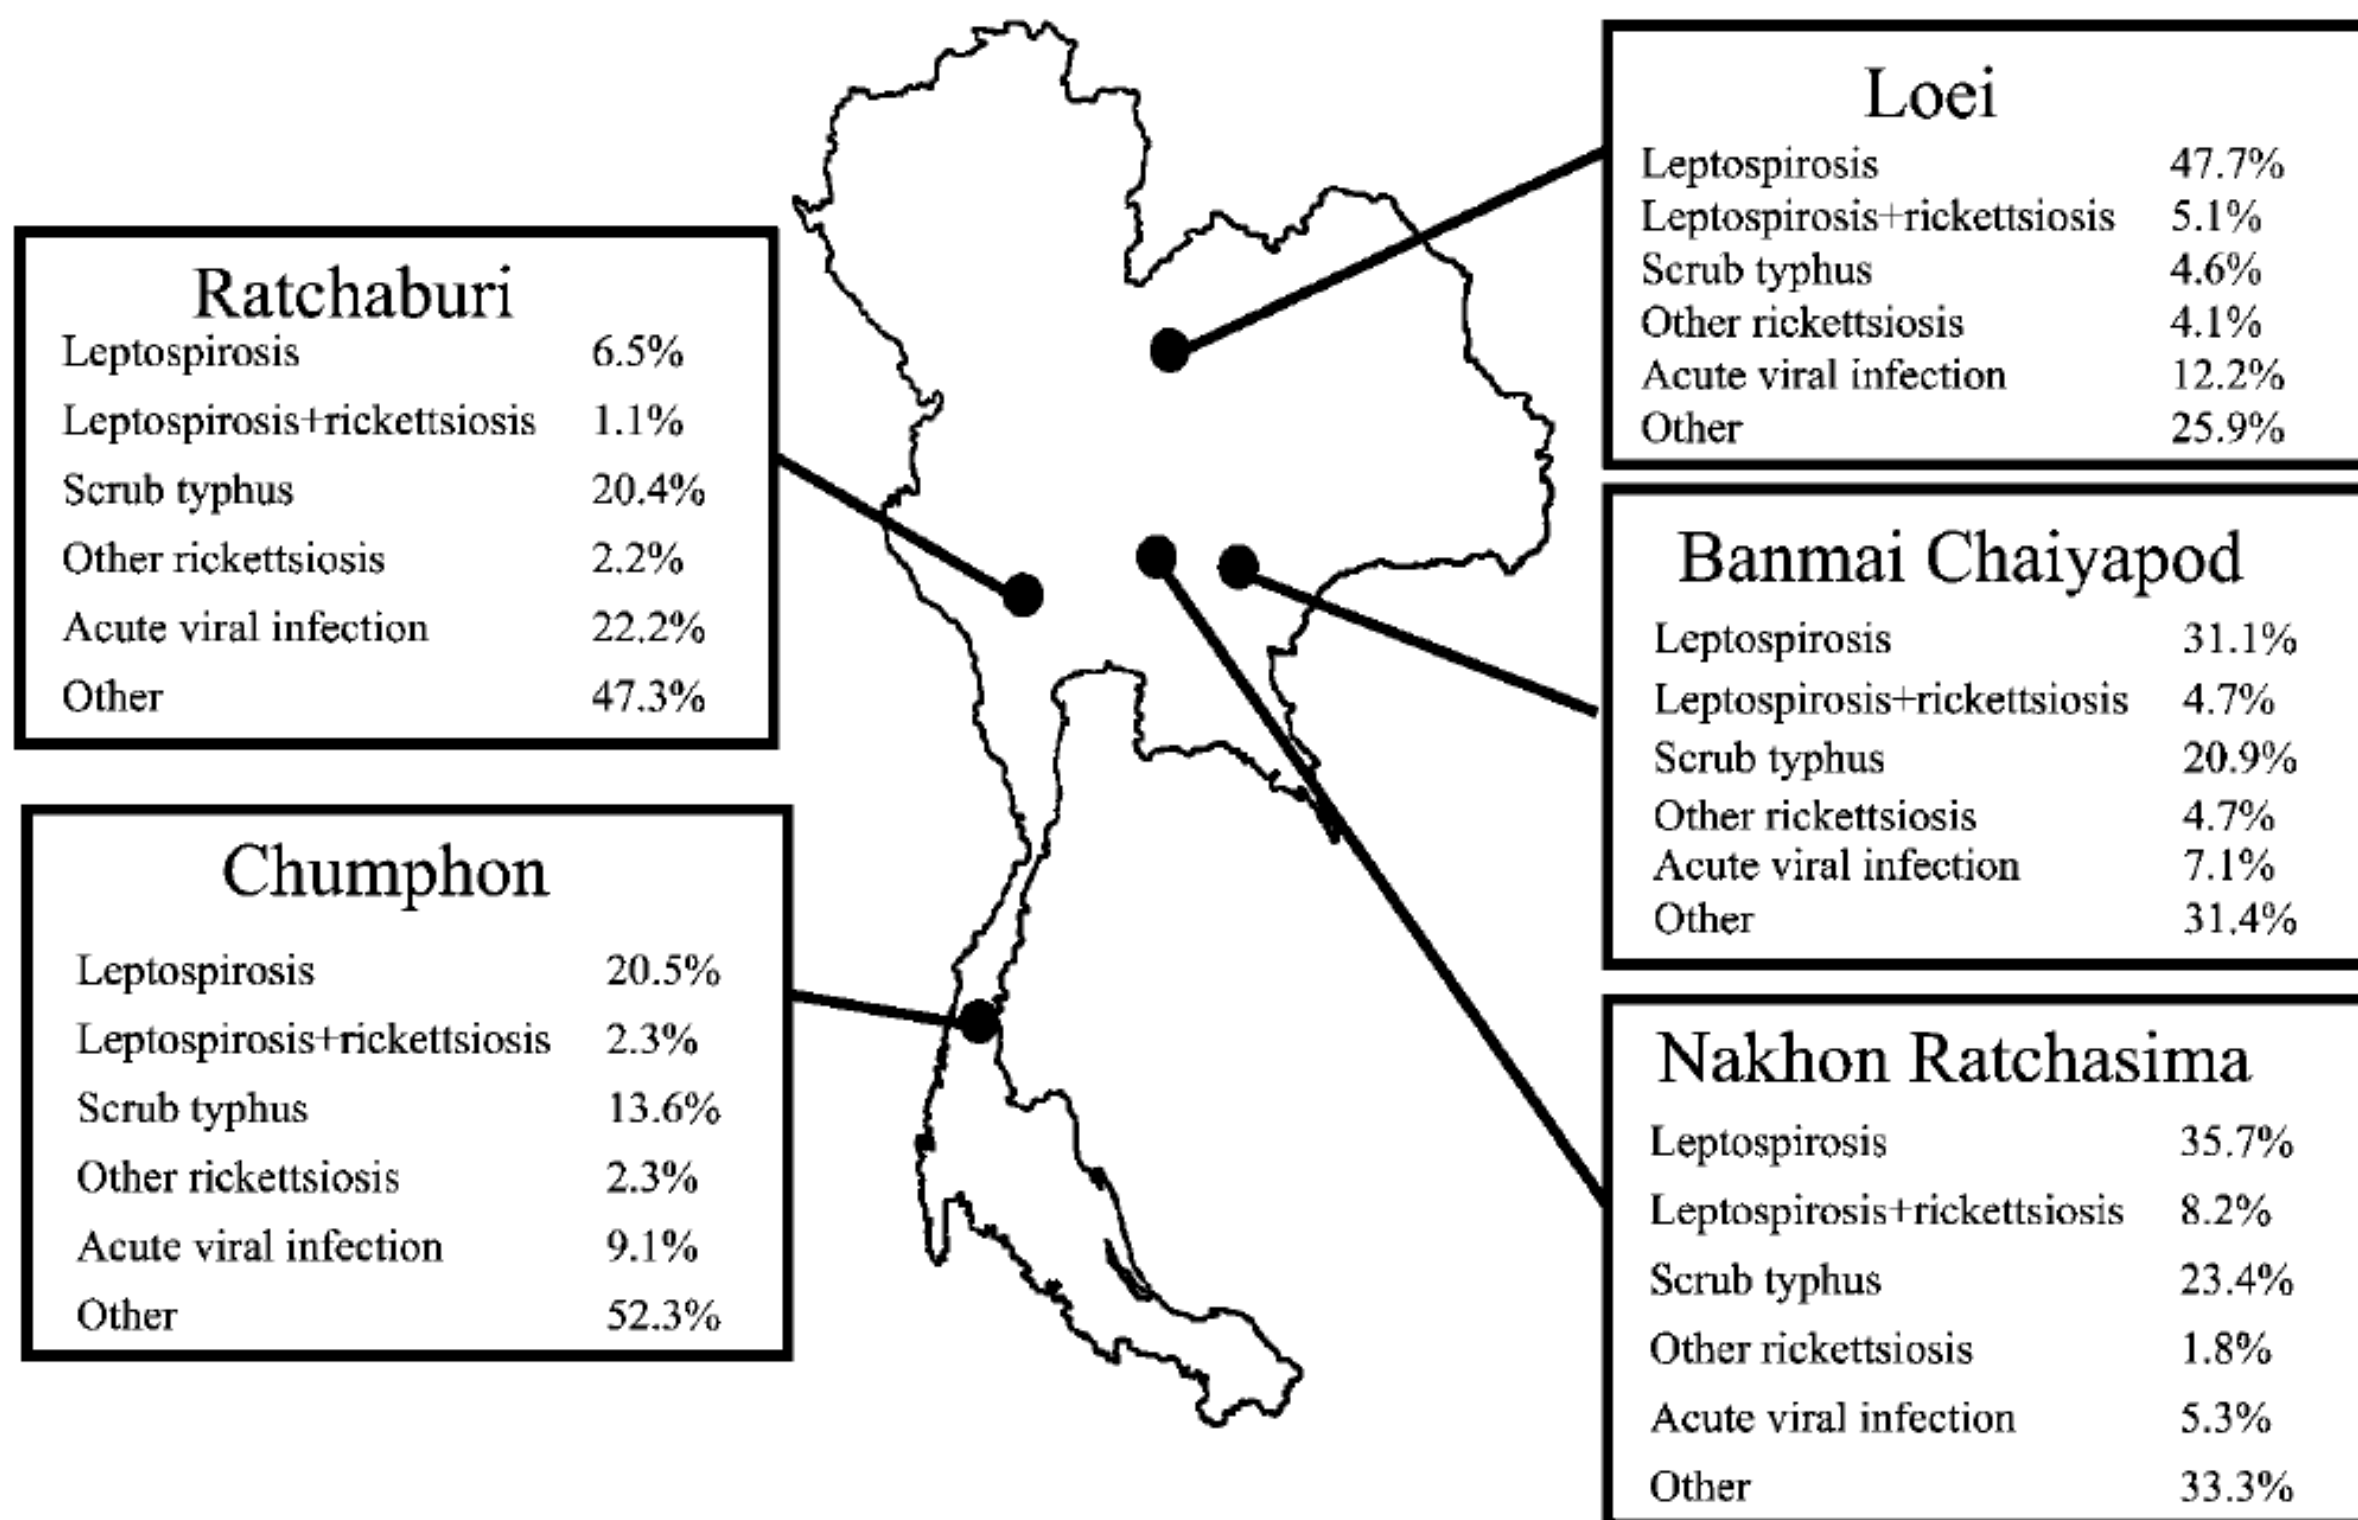 Ratchaburi
Leptospirosis 6.5%
Leptospirosis+rickettsiosis 1.1%
Scrub typhus 20.4%
Other rickettsiosis 2.2%
Acute viral infection 22.2%
Other 47.3%
Chumphon
Leptospirosis 20.5%
Leptospirosis+rickettsiosis 2.3%
Scrub typhus 13.6%
Other rickettsiosis 2.3%
Acute viral infection 9.1%
Other 52.3%
Loei
Leptospirosis 47.7%
Leptospirosis+rickettsiosis 5.1%
Scrub typhus 4.6%
Other rickettsiosis 4.1%
Acute viral infection 12.2%
Other 25.9%
Banmai Chaiyapod
Leptospirosis 31.1%
Leptospirosis+rickettsiosis 4.7%
Scrub typhus 20.9%
Other rickettsiosis 4.7%
Acute viral infection 7.1%
Other 31.4%
Nakhon Ratchasima
Leptospirosis 35.7%
Leptospirosis+rickettsiosis 8.2%
Scrub typhus 23.4%
Other rickettsiosis 1.8%
Acute viral infection 5.3%
Other 33.3%